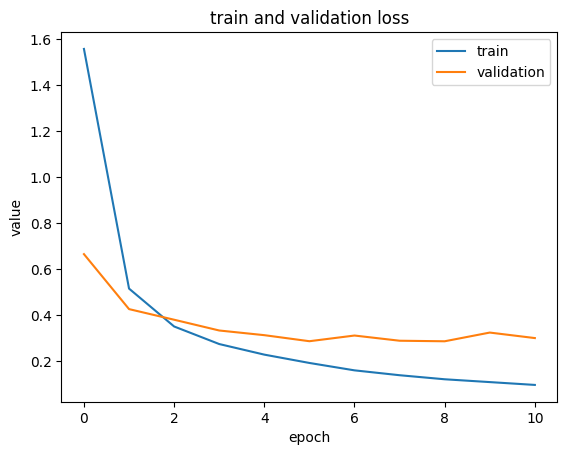 train and validation loss
train
validation
1.6
1.4
1.2
1.0
0.8
0.6
0.4
0.2
value
0 2 4 6 8 10
epoch